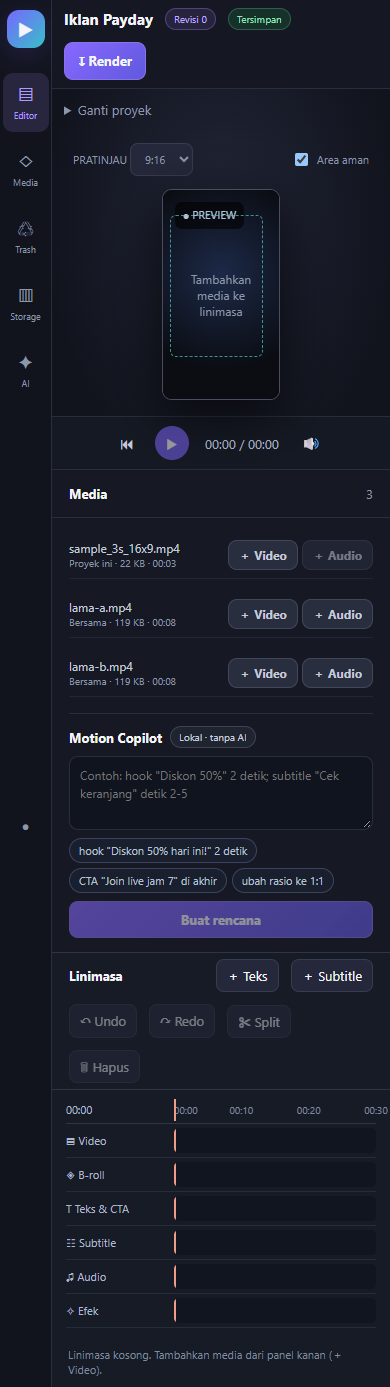 Iklan Payday
Revisi 0
Tersimpan
↧ Render
Editor
Media
Trash
Storage
AI
▶ Ganti proyek
PRATINJAU
9:16
Area aman
● PREVIEW
Tambahkan
media ke
linimasa
00:00 / 00:00
Media
3
sample_3s_16x9.mp4
Proyek ini · 22 KB · 00:03
+ Video
+ Audio
lama-a.mp4
Bersama · 119 KB · 00:08
+ Video
+ Audio
lama-b.mp4
Bersama · 119 KB · 00:08
+ Video
+ Audio
Motion Copilot
Lokal · tanpa AI
Contoh: hook "Diskon 50%" 2 detik; subtitle "Cek
keranjang" detik 2-5
hook "Diskon 50% hari ini!" 2 detik
CTA "Join live jam 7" di akhir
ubah rasio ke 1:1
Buat rencana
Linimasa
+ Teks
+ Subtitle
Undo
Redo
Split
Hapus
00:00
00:00
00:10
00:20
00:30
Video
B-roll
T Teks & CTA
Subtitle
Audio
Efek
Linimasa kosong. Tambahkan media dari panel kanan (+
Video).